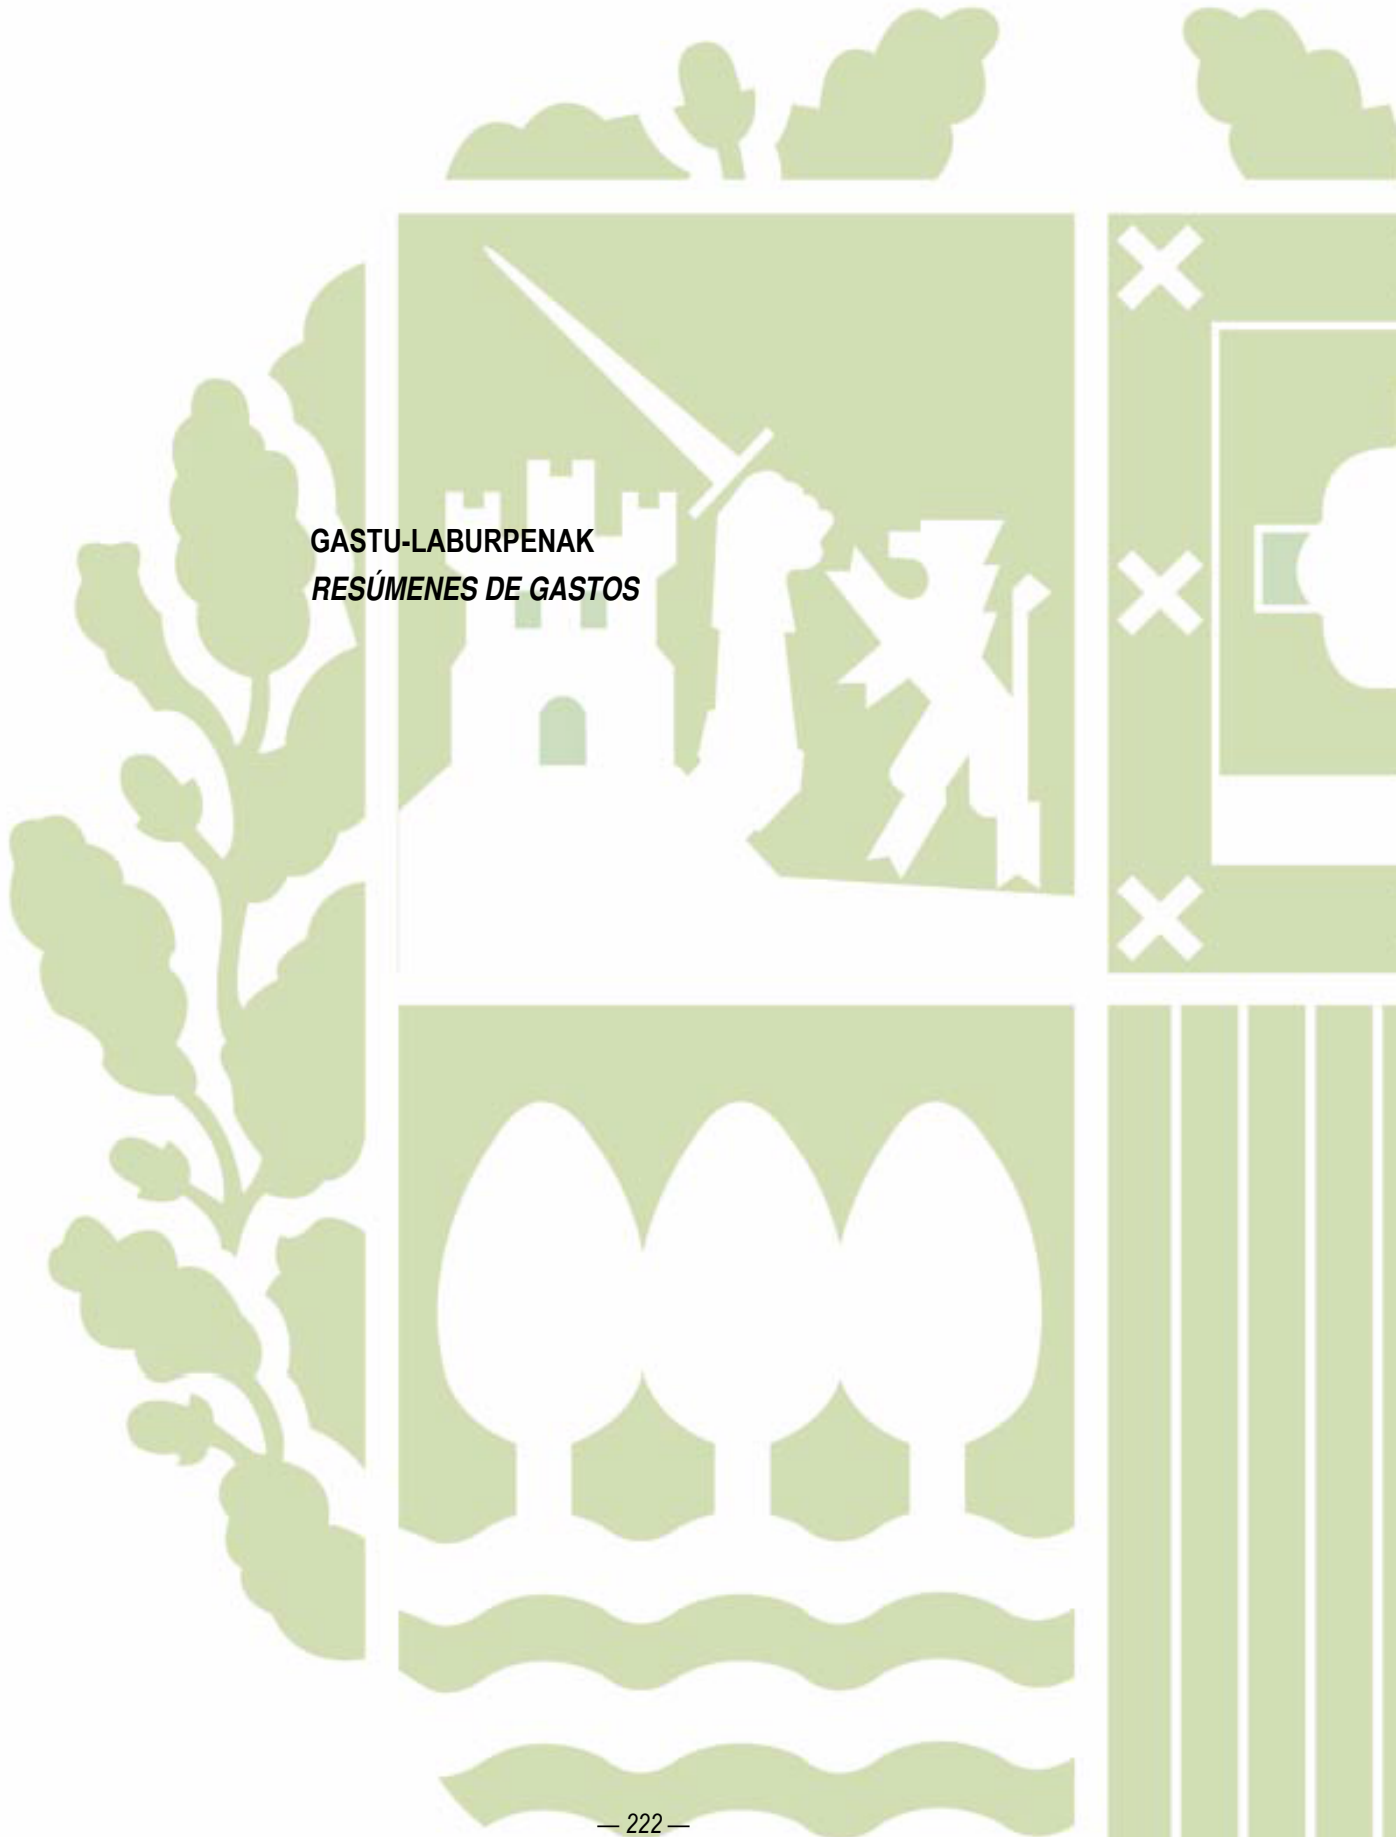 GASTU-LABURPENAK
RESÚMENES DE GASTOS
— 222 —